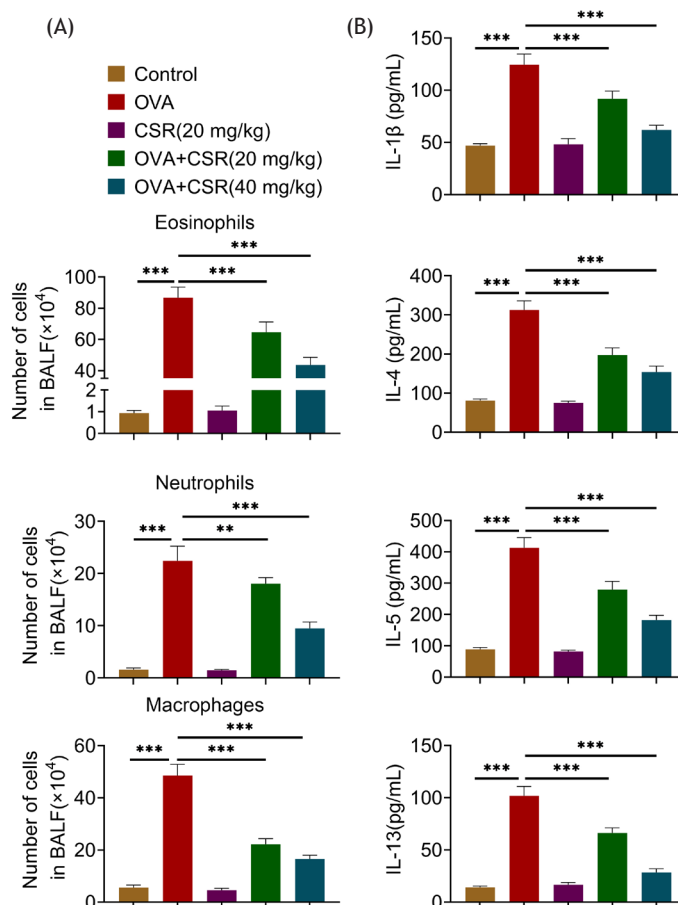 (A)
Control
OVA
CSR(20 mg/kg)
OVA+CSR(20 mg/kg)
OVA+CSR(40 mg/kg)
Eosinophils
Number of cells
in BALF(×10⁴)
100
80
60
40
2
1
0
***
***
***
Neutrophils
Number of cells
in BALF(×10⁴)
30
20
10
0
***
**
***
Macrophages
Number of cells
in BALF(×10⁴)
60
40
20
0
***
***
***
(B)
IL-1β (pg/mL)
150
100
50
0
***
***
***
IL-4 (pg/mL)
400
300
200
100
0
***
***
***
IL-5 (pg/mL)
500
400
300
200
100
0
***
***
***
IL-13(pg/mL)
150
100
50
0
***
***
***